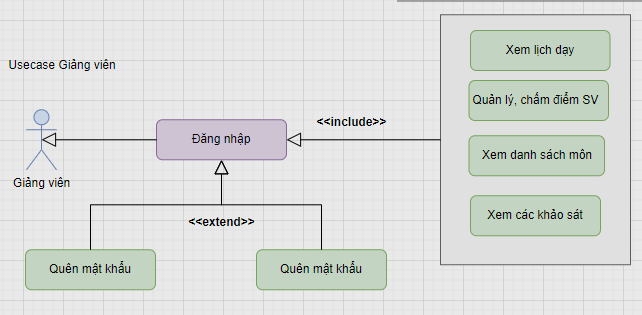 Usecase Giảng viên
Giảng viên
Đăng nhập
<<include>>
<<extend>>
Quên mật khẩu
Quên mật khẩu
Xem lịch dạy
Quản lý, chấm điểm SV
Xem danh sách môn
Xem các khảo sát